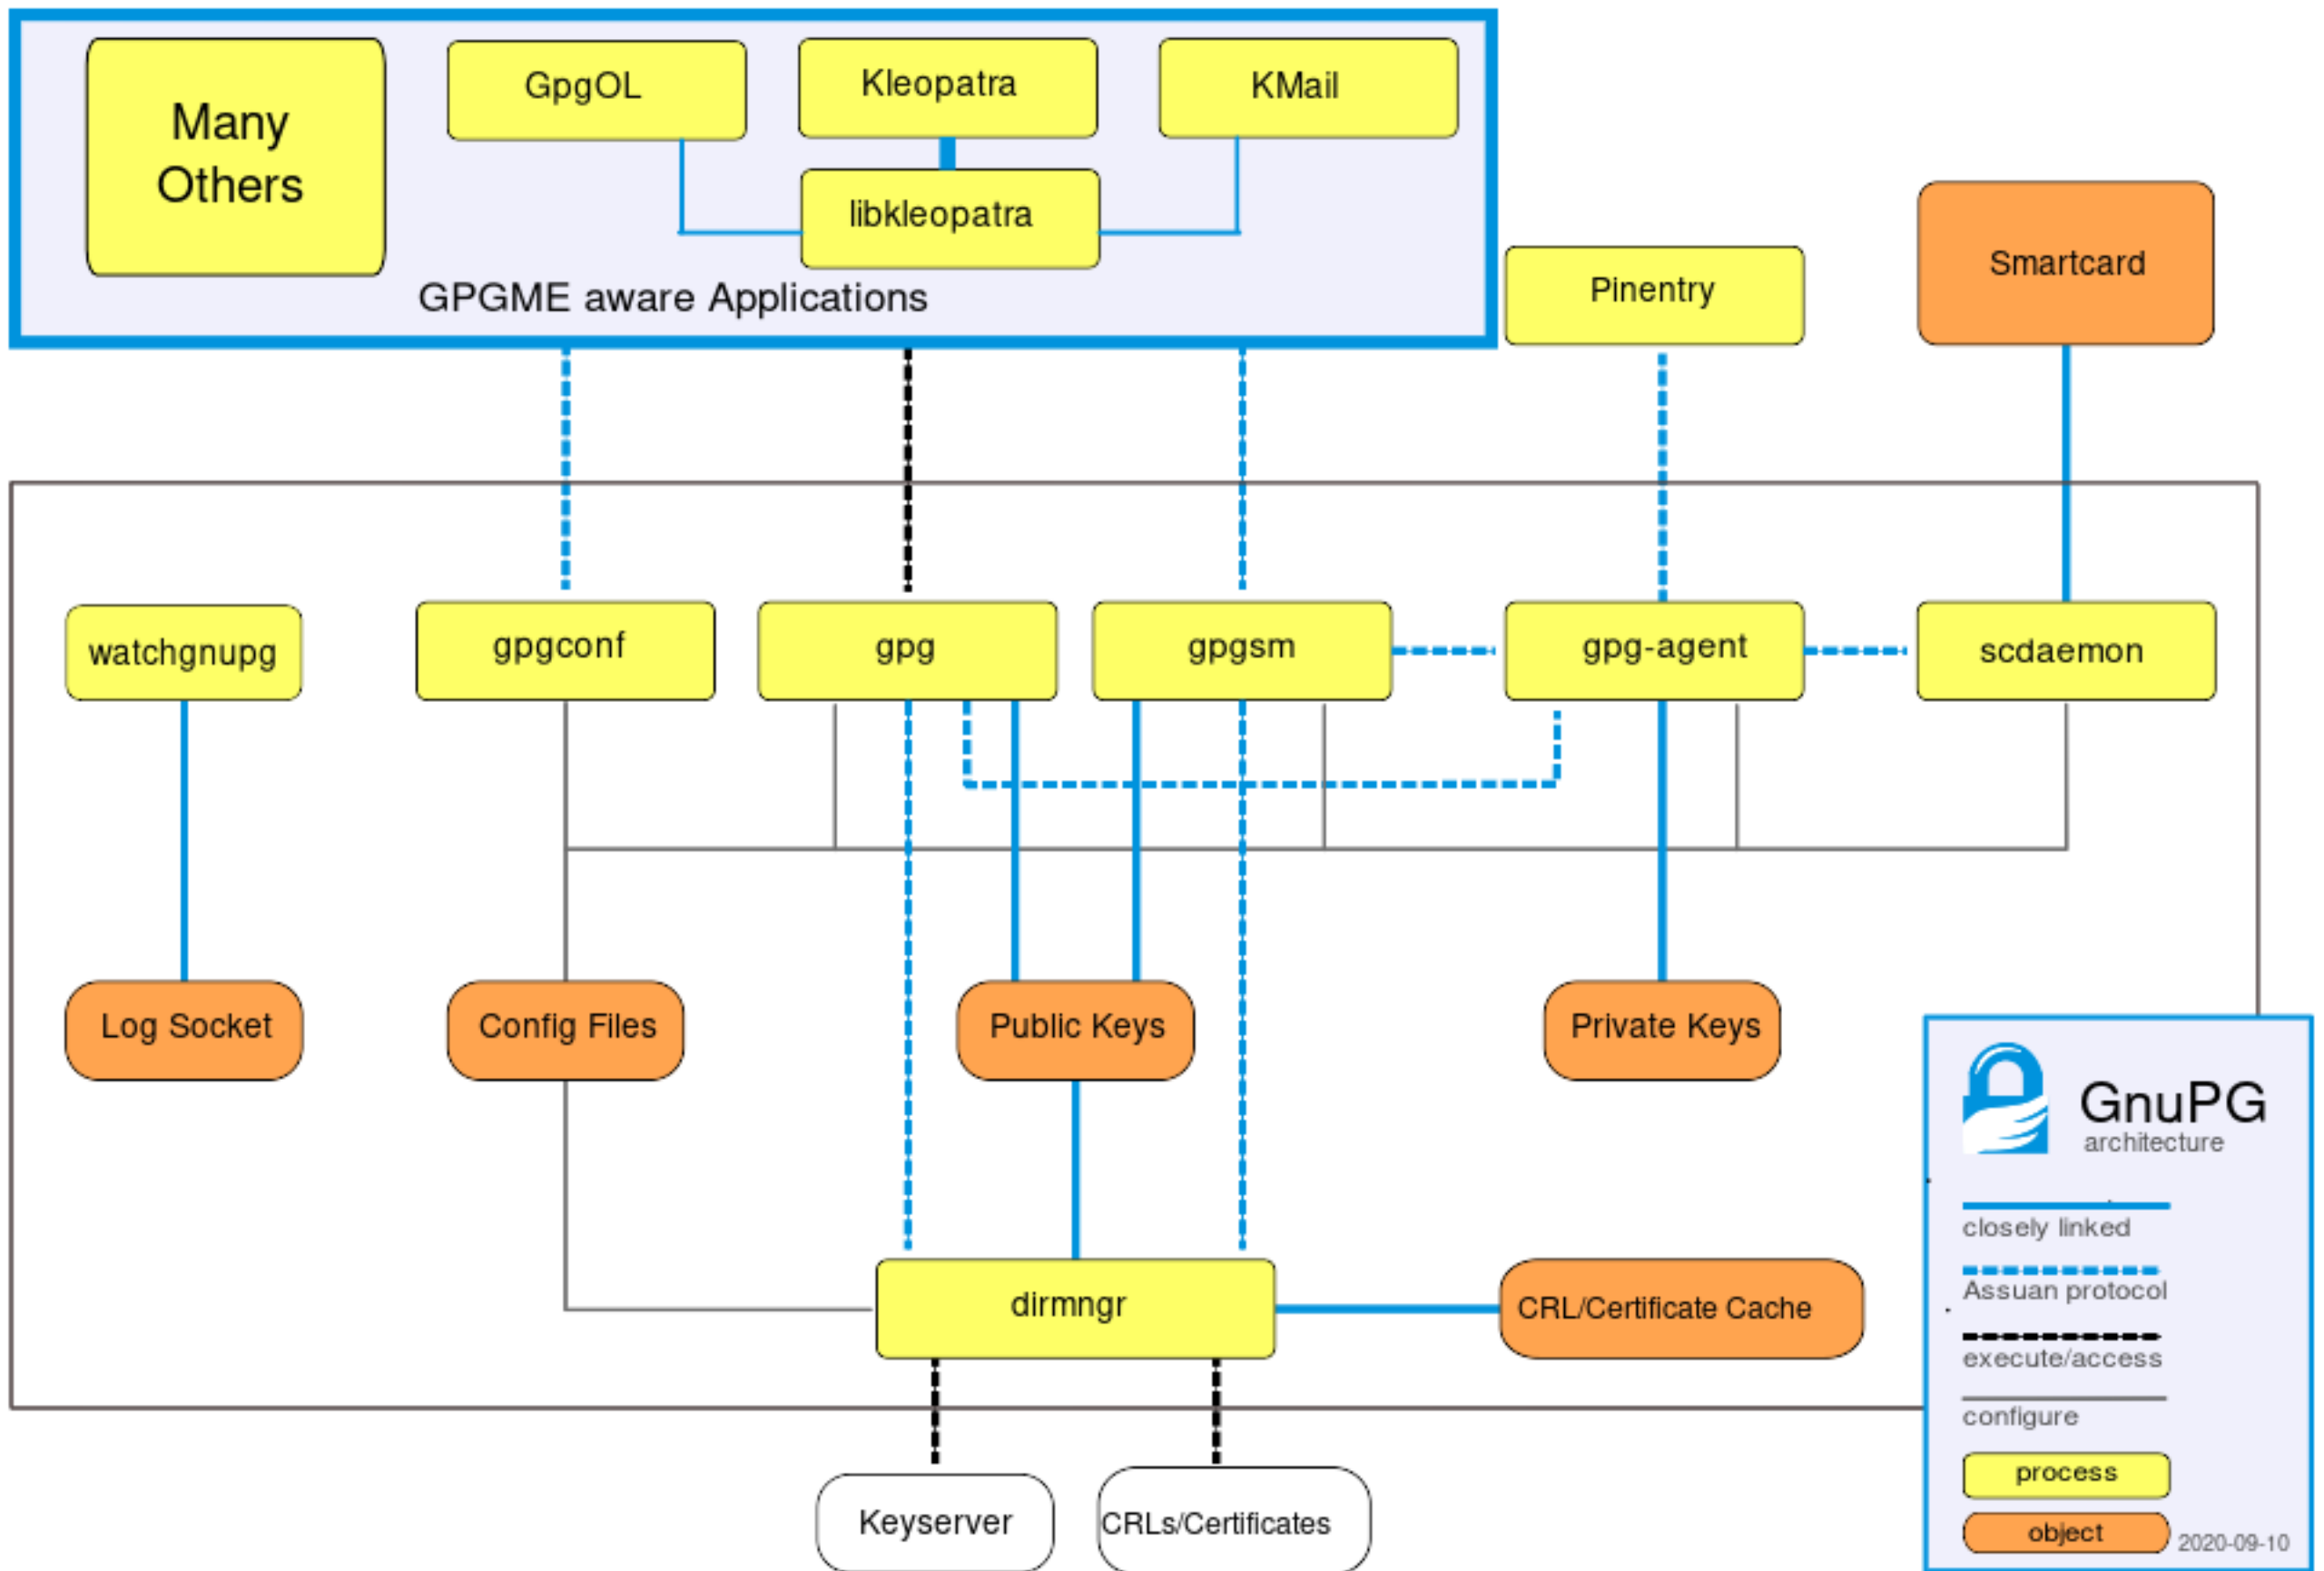 Many
Others
GpgOL
Kleopatra
KMail
libkleopatra
GPGME aware Applications
Pinentry
Smartcard
watchgnupg
gpgconf
gpg
gpgsm
gpg-agent
scdaemon
Log Socket
Config Files
Public Keys
Private Keys
dirmngr
CRL/Certificate Cache
Keyserver
CRLs/Certificates
GnuPG
architecture
closely linked
Assuan protocol
execute/access
configure
process
object
2020-09-10